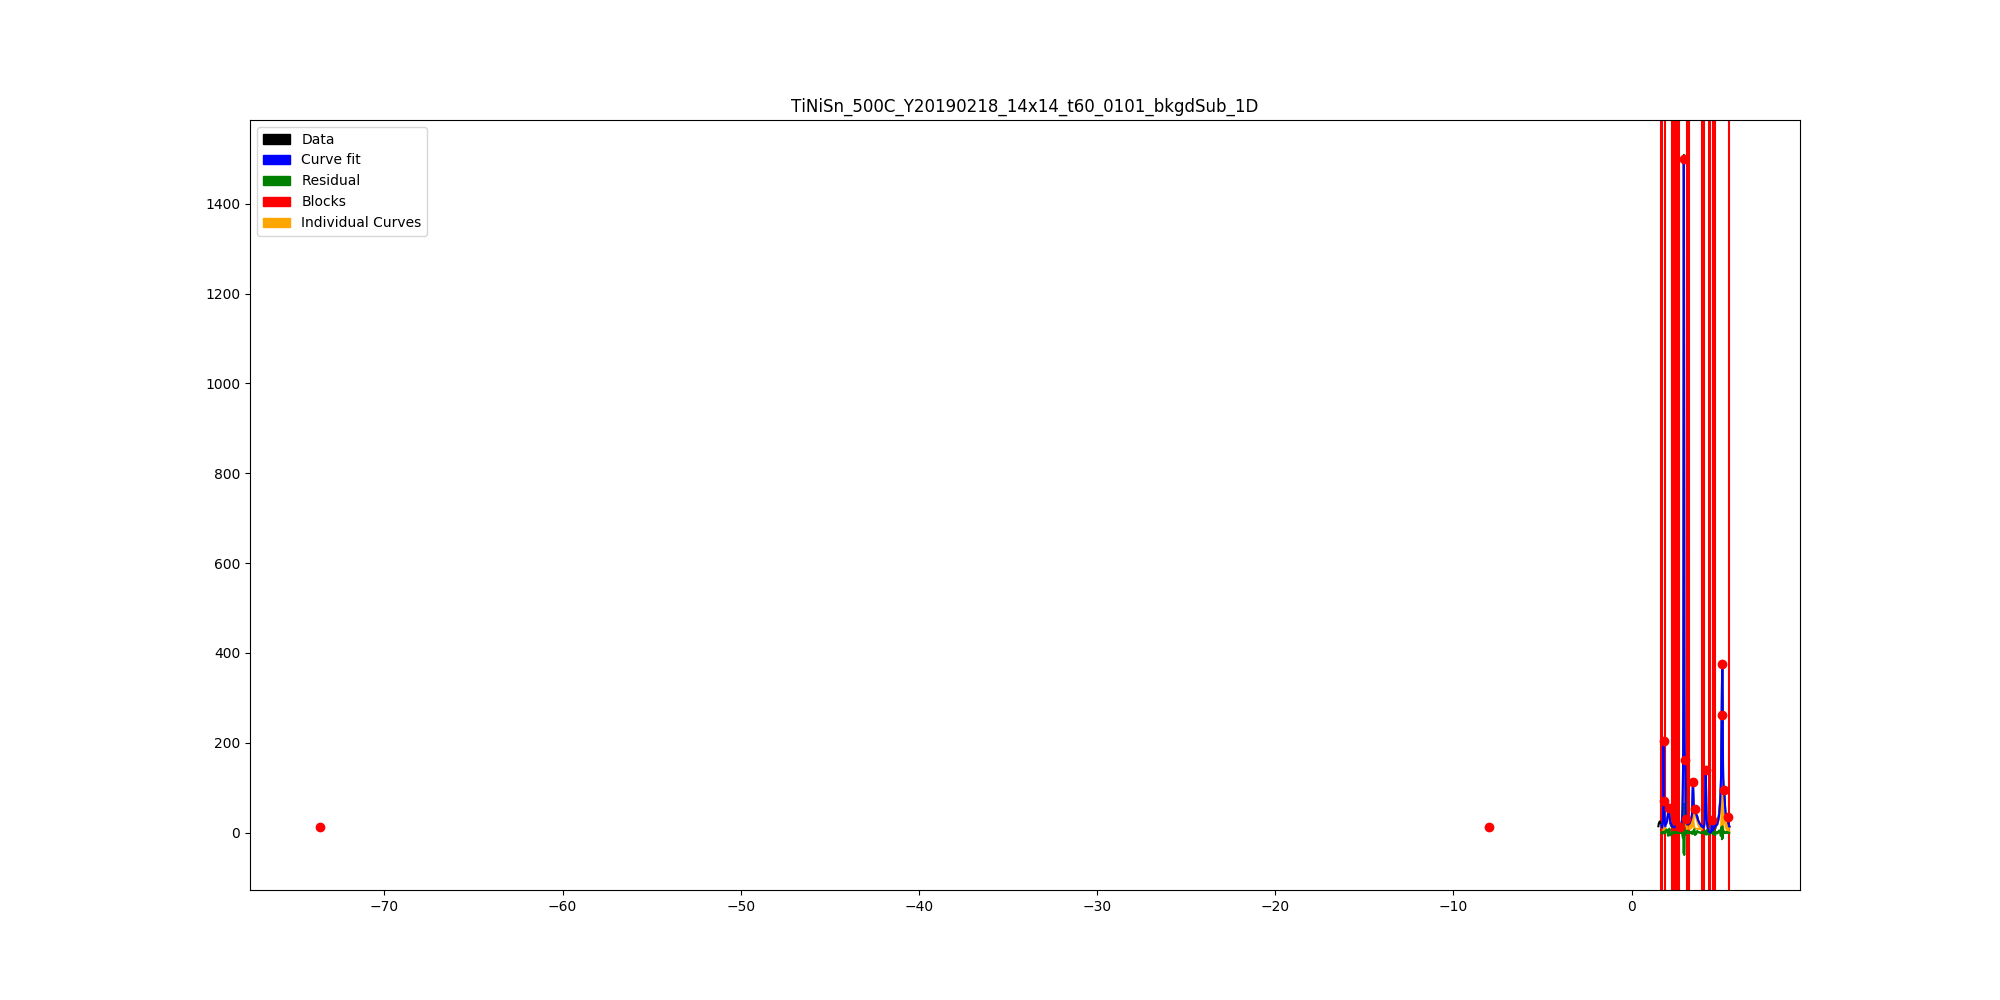 TiNiSn_500C_Y20190218_14x14_t60_0101_bkgdSub_1D
Data
Curve fit
Residual
Blocks
Individual Curves
1400
1200
1000
800
600
400
200
0
−70
−60
−50
−40
−30
−20
−10
0